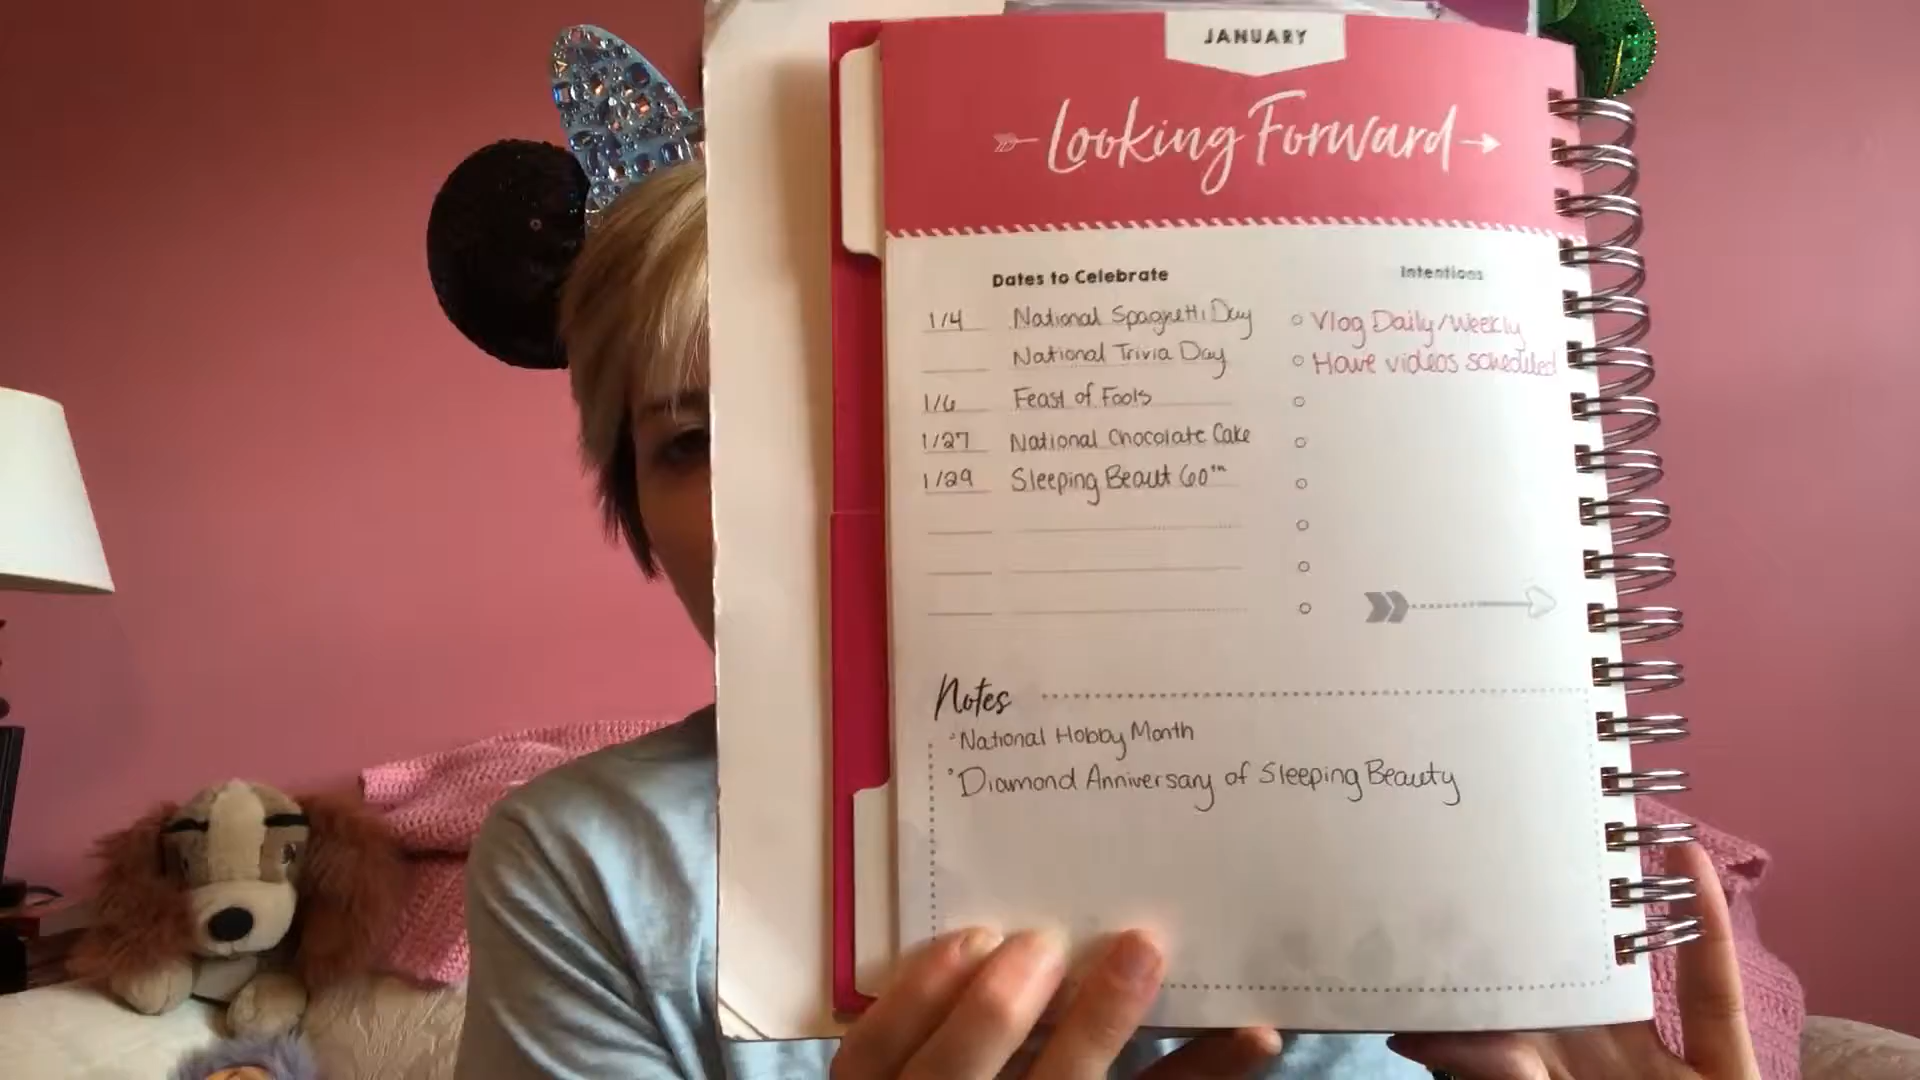 JANUARY
Looking Forward
Dates to Celebrate
1/4 National Spaghetti Day
National Trivia Day
1/6 Feast of Fools
1/27 National Chocolate Cake
1/29 Sleeping Beaut 60th
Intentions
Vlog Daily/Weekly
Have videos scheduled
Notes
National Hobby Month
Diamond Anniversary of Sleeping Beauty